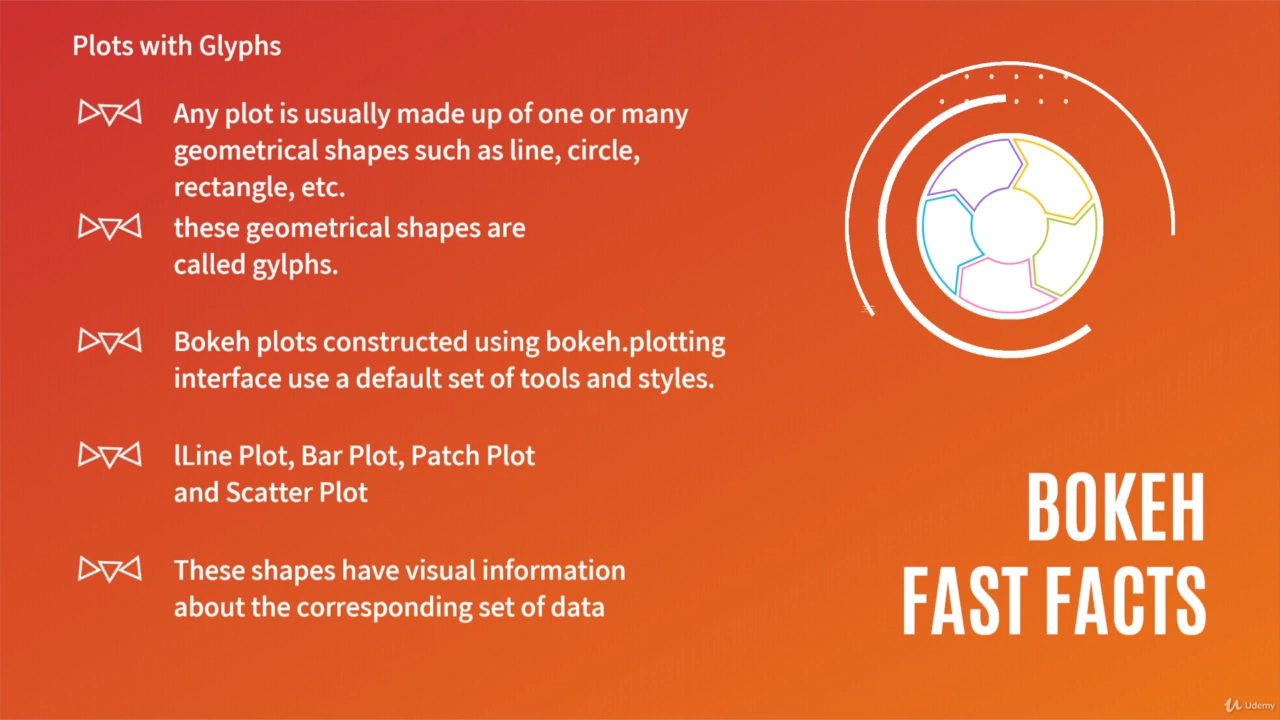 Plots with Glyphs
Any plot is usually made up of one or many
geometrical shapes such as line, circle,
rectangle, etc.
these geometrical shapes are
called gylphs.
Bokeh plots constructed using bokeh.plotting
interface use a default set of tools and styles.
lLine Plot, Bar Plot, Patch Plot
and Scatter Plot
These shapes have visual information
about the corresponding set of data
BOKEH
FAST FACTS
Udemy